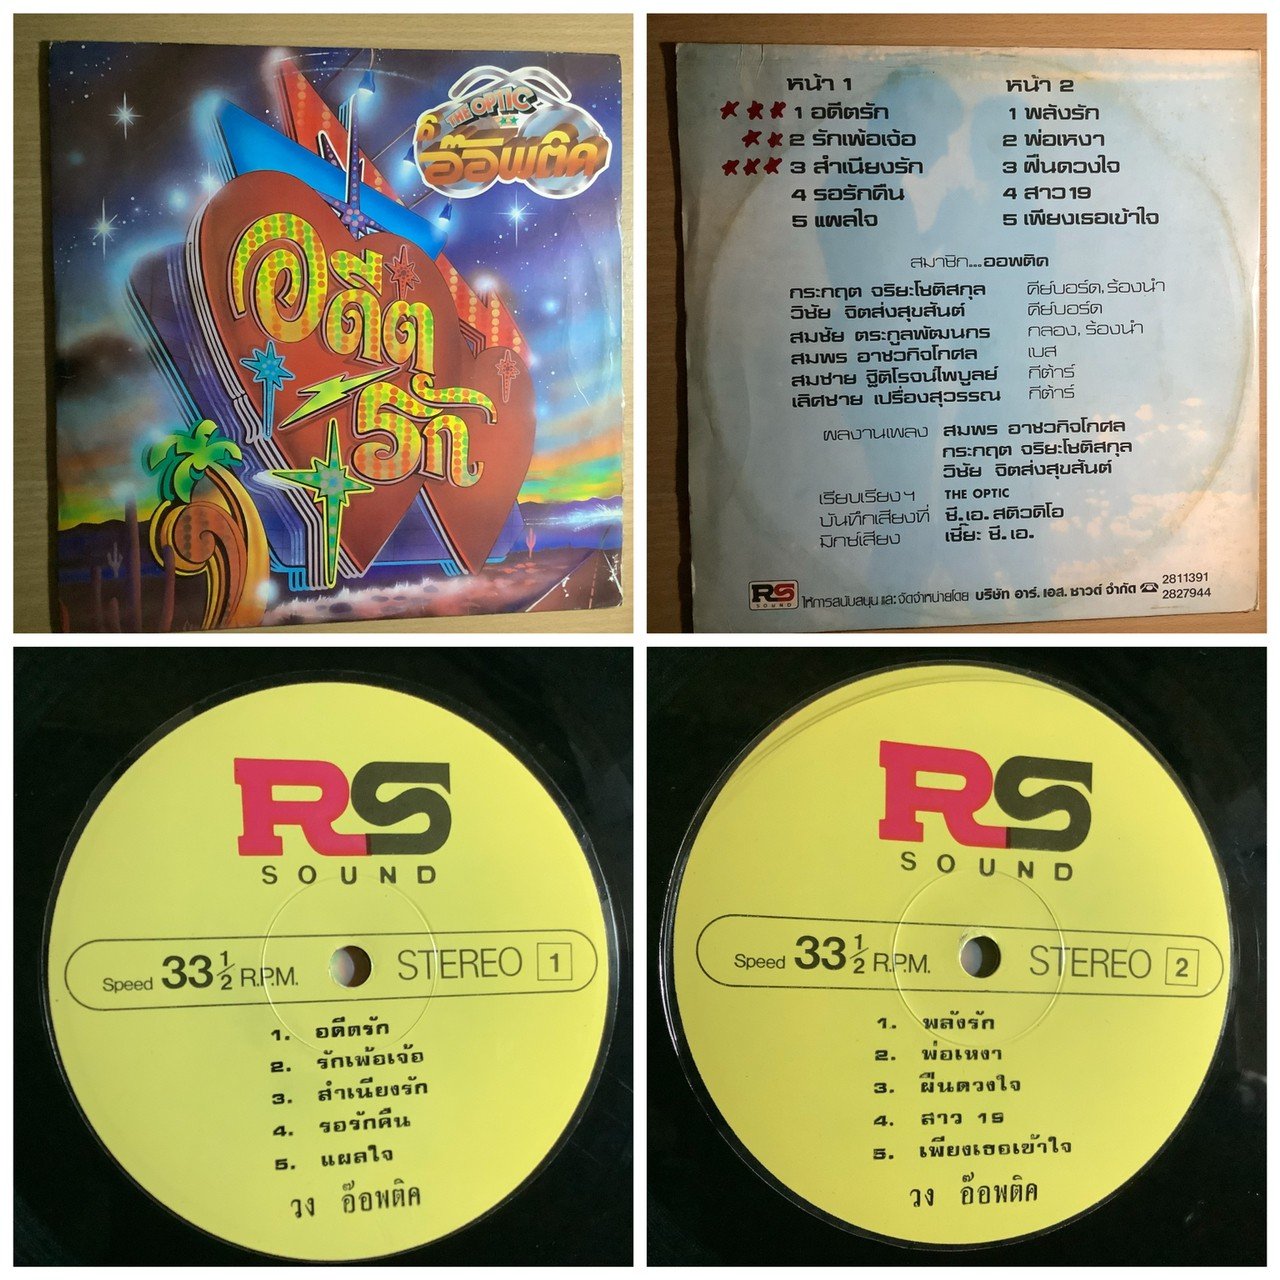 THE OPTIC
อ๊อพติค
อดีต
รัก
หน้า 1
1 อดีตรัก
2 รักเพ้อเจ้อ
3 สำเนียงรัก
4 รอรักคืน
5 แผลใจ
หน้า 2
1 พลังรัก
2 พ่อเหงา
3 ฝืนดวงใจ
4 สาว 19
5 เพียงเธอเข้าใจ
สมาชิก....ออพติค
กระกฤต จริยะโชติสกุล คีย์บอร์ด, ร้องนำ
วิชัย จิตส่งสุขสันต์ คีย์บอร์ด
สมชัย ตระกูลพัฒนกร กลอง, ร้องนำ
สมพร อาชวกิจโกศล เบส
สมชาย ฐิติโรจน์ไพบูลย์ กีต้าร์
เลิศชาย เปรื่องสุวรรณ กีต้าร์
ผลงานเพลง สมพร อาชวกิจโกศล
กระกฤต จริยะโชติสกุล
วิชัย จิตส่งสุขสันต์
เรียบเรียงฯ THE OPTIC
บันทึกเสียงที่ ซี.เอ. สติวดิโอ
มิกซ์เสียง เซี๊ยะ ซี.เอ.
RS
SOUND
ให้การสนับสนุน และจัดจำหน่ายโดย บริษัท อาร์. เอส. ซาวด์ จำกัด ☎ 2811391
2827944
RS
SOUND
Speed 33 1/2 R.P.M. STEREO 1
1. อดีตรัก
2. รักเพ้อเจ้อ
3. สำเนียงรัก
4. รอรักคืน
5. แผลใจ
วง อ๊อพติค
RS
SOUND
Speed 33 1/2 R.P.M. STEREO 2
1. พลังรัก
2. พ่อเหงา
3. ฝืนดวงใจ
4. สาว 19
5. เพียงเธอเข้าใจ
วง อ๊อพติค